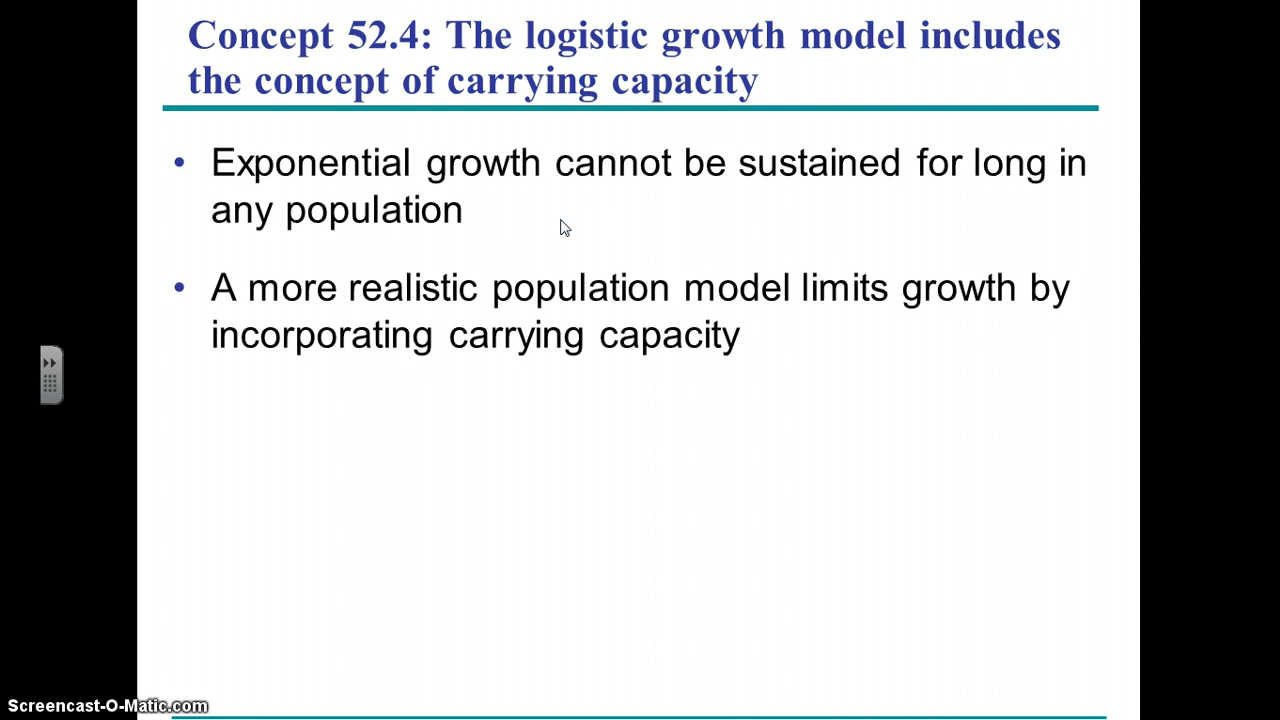 Concept 52.4: The logistic growth model includes
the concept of carrying capacity
• Exponential growth cannot be sustained for long in
any population
• A more realistic population model limits growth by
incorporating carrying capacity
Screencast-O-Matic.com